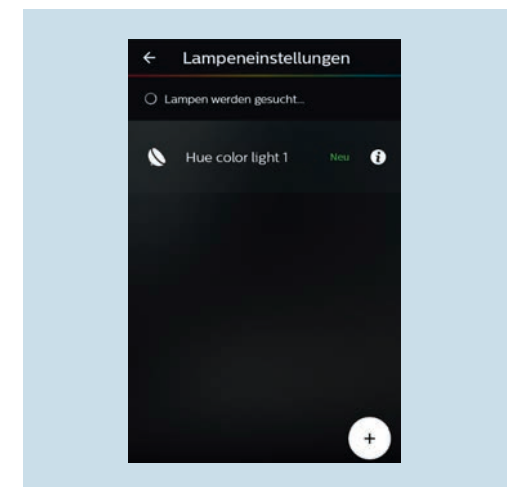 Lampeneinstellungen
Lampen werden gesucht...
Hue color light 1 Neu